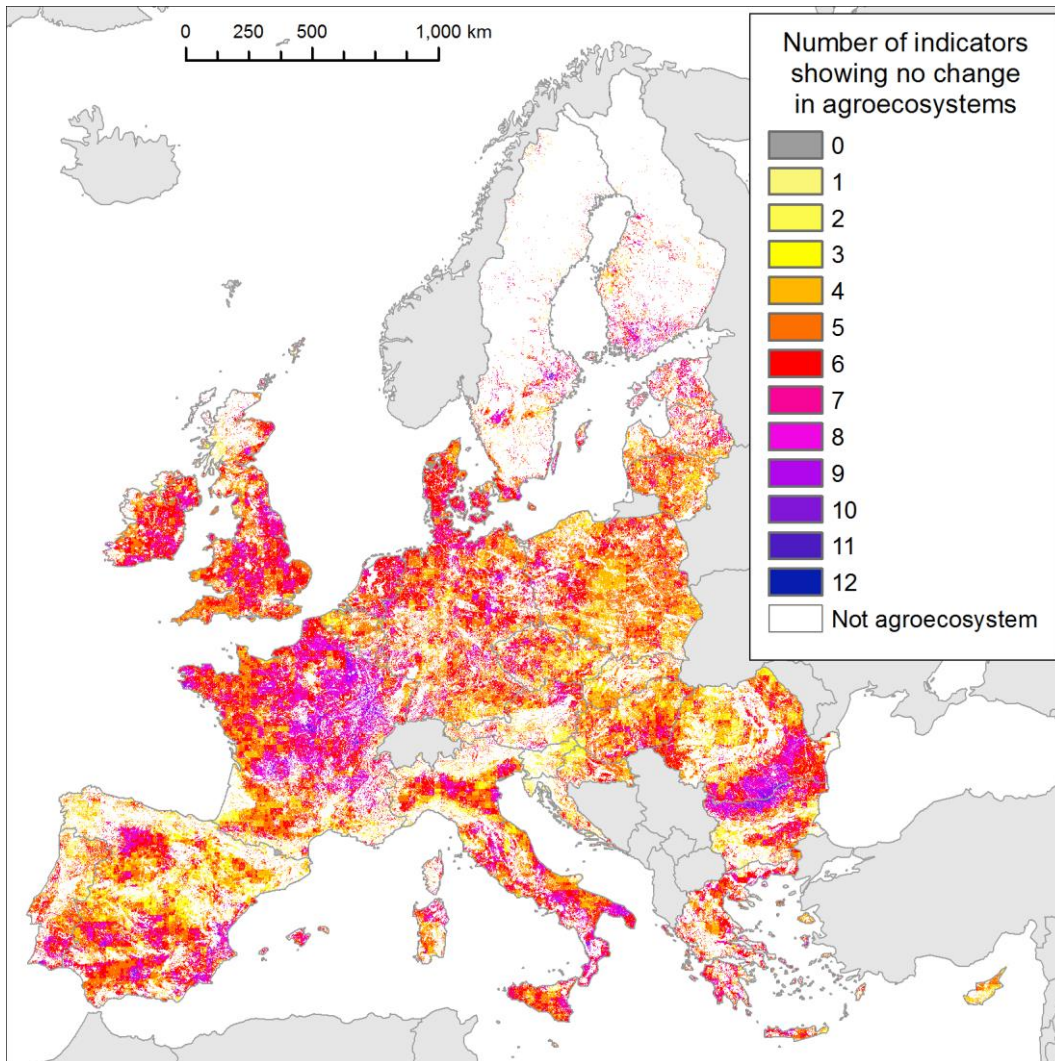 0 250 500 1,000 km
Number of indicators
showing no change
in agroecosystems
0
1
2
3
4
5
6
7
8
9
10
11
12
Not agroecosystem